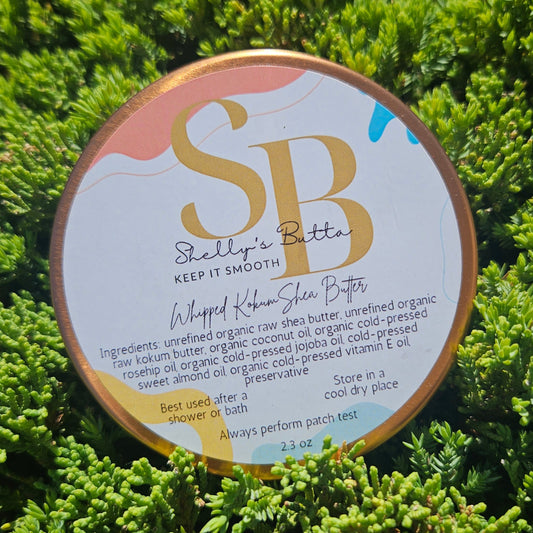 SB
Shelly's Butta
KEEP IT SMOOTH
Whipped Kokum Shea Butter
Ingredients: unrefined organic raw shea butter, unrefined organic
raw kokum butter, organic coconut oil organic cold-pressed
rosehip oil organic cold-pressed jojoba oil cold-pressed
sweet almond oil organic cold-pressed vitamin E oil
preservative
Best used after a
shower or bath
Store in a
cool dry place
Always perform patch test
2.3 oz